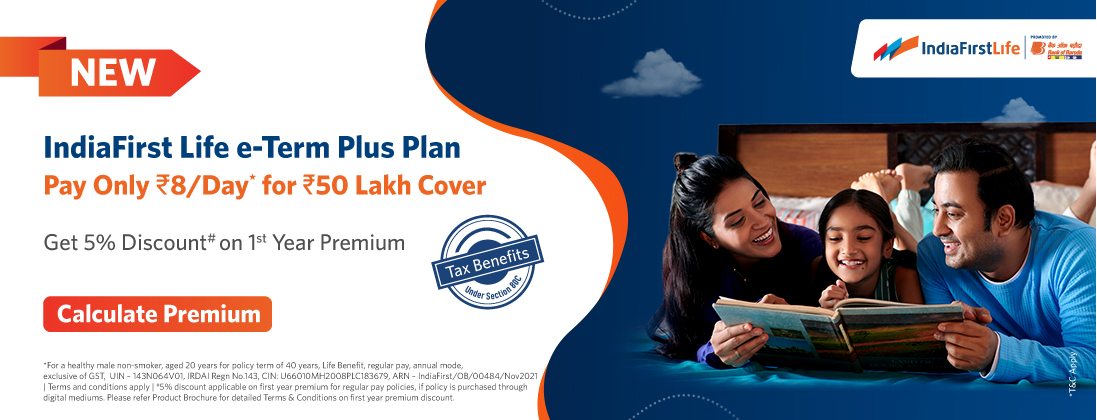 NEW
IndiaFirst Life e-Term Plus Plan
Pay Only ₹8/Day* for ₹50 Lakh Cover
Get 5% Discount# on 1st Year Premium
Tax Benefits
Under Section 80C
Calculate Premium
*For a healthy male non-smoker, aged 20 years for policy term of 40 years, Life Benefit, regular pay, annual mode,
exclusive of GST, UIN – 143N064V01, IRDAI Regn No.143, CIN: U66010MH2008PLC183679, ARN – IndiaFirst/OB/00484/Nov2021
| Terms and conditions apply | #5% discount applicable on first year premium for regular pay policies, if policy is purchased through
digital mediums. Please refer Product Brochure for detailed Terms & Conditions on first year premium discount.
IndiaFirstLife
PROMOTED BY
बैंक ऑफ़ बड़ौदा
Bank of Baroda
*T&C Apply